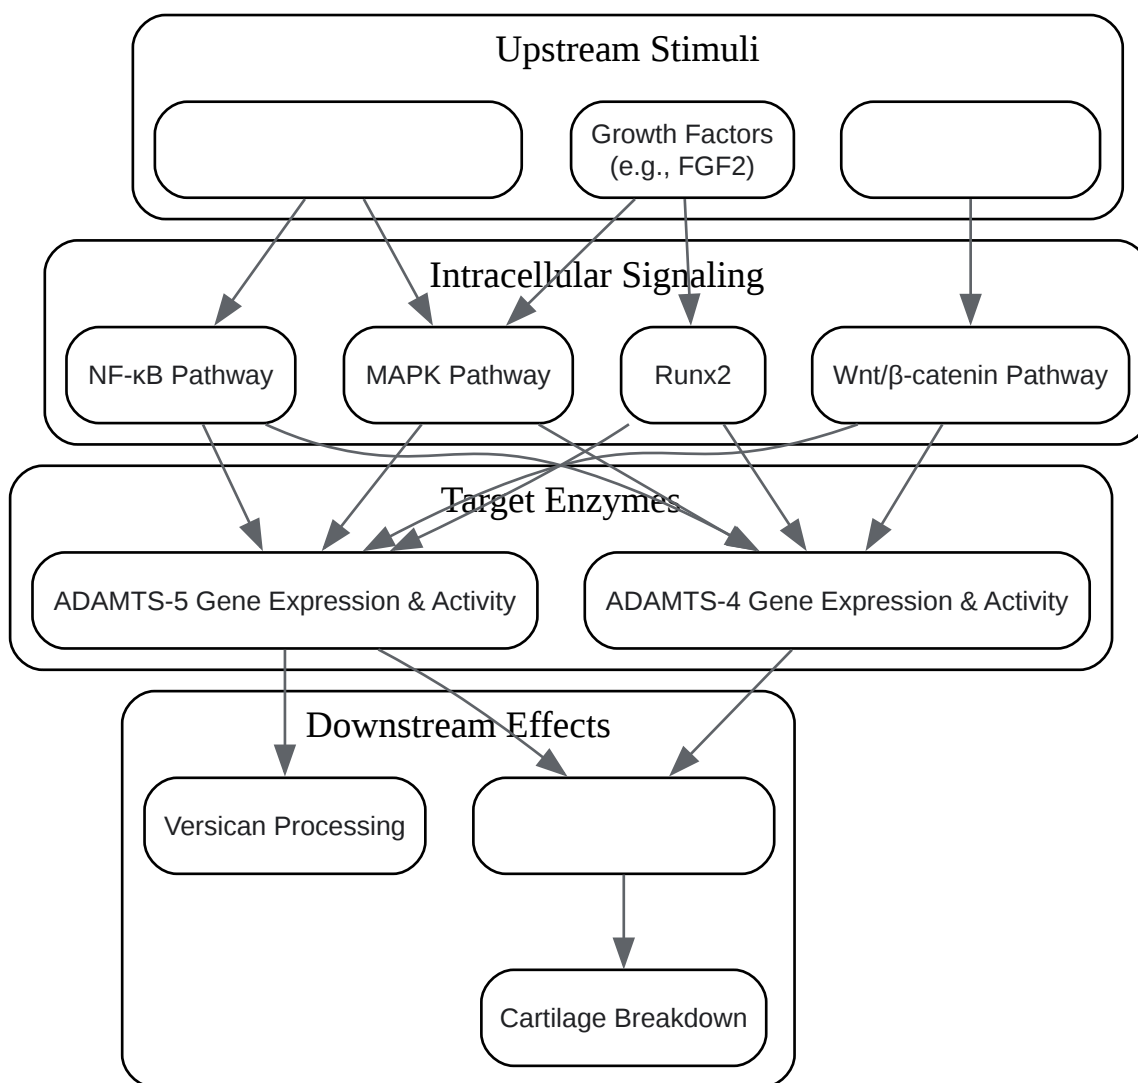 Upstream Stimuli
Growth Factors
(e.g., FGF2)
Intracellular Signaling
NF-κB Pathway
MAPK Pathway
Runx2
Wnt/β-catenin Pathway
Target Enzymes
ADAMTS-5 Gene Expression & Activity
ADAMTS-4 Gene Expression & Activity
Downstream Effects
Versican Processing
Cartilage Breakdown